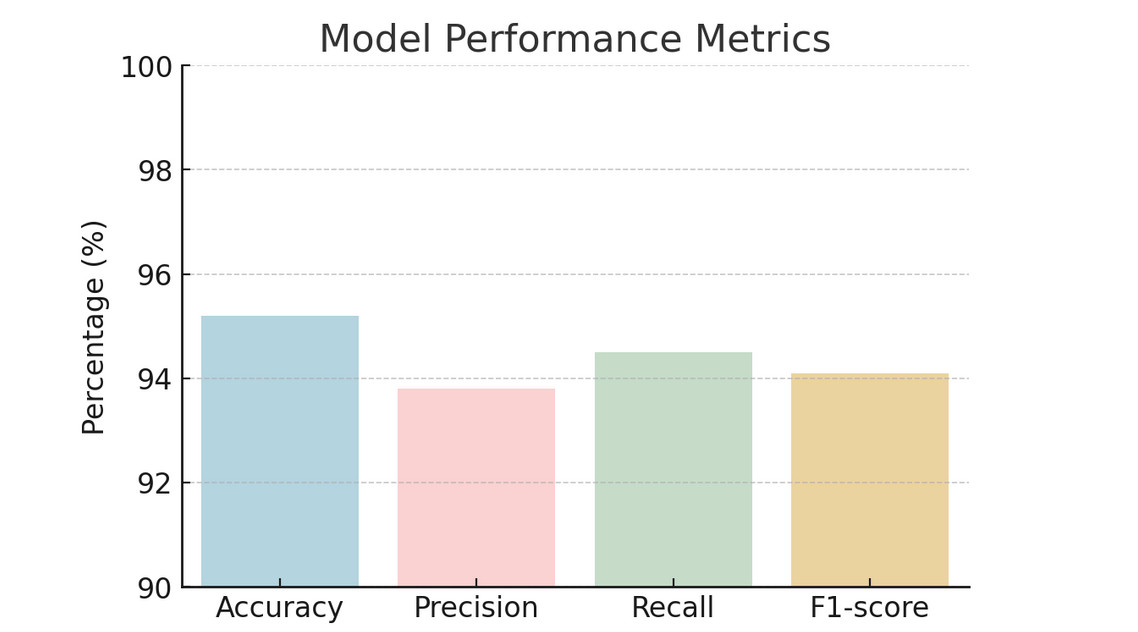 Model Performance Metrics
100
98
96
94
92
90
Percentage (%)
Accuracy Precision Recall F1-score